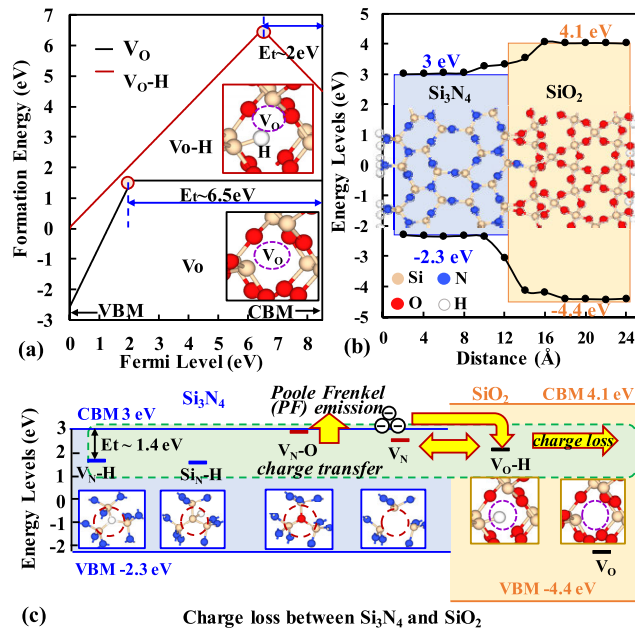 (a)
Formation Energy (eV)
7
6
5
4
3
2
1
0
-1
-2
-3
V_O
V_O-H
Et~2eV
V_O
H
Vo-H
Et~6.5eV
V_O
Vo
VBM
CBM
0 2 4 6 8
Fermi Level (eV)
(b)
Energy Levels (eV)
5
4
3
2
1
0
-1
-2
-3
-4
-5
4.1 eV
3 eV
Si3N4
SiO2
-2.3 eV
Si
N
O
H
-4.4 eV
0 4 8 12 16 20 24
Distance (Å)
Si3N4
Poole Frenkel
(PF) emission
SiO2
CBM 3 eV
CBM 4.1 eV
Energy Levels (eV)
3
0
-1
-2
Et~ 1.4 eV
V_N-H
Si_N-H
V_N-O
V_N
V_O-H
charge loss
charge transfer
V_O
VBM -2.3 eV
VBM -4.4 eV
(c)
Charge loss between Si3N4 and SiO2